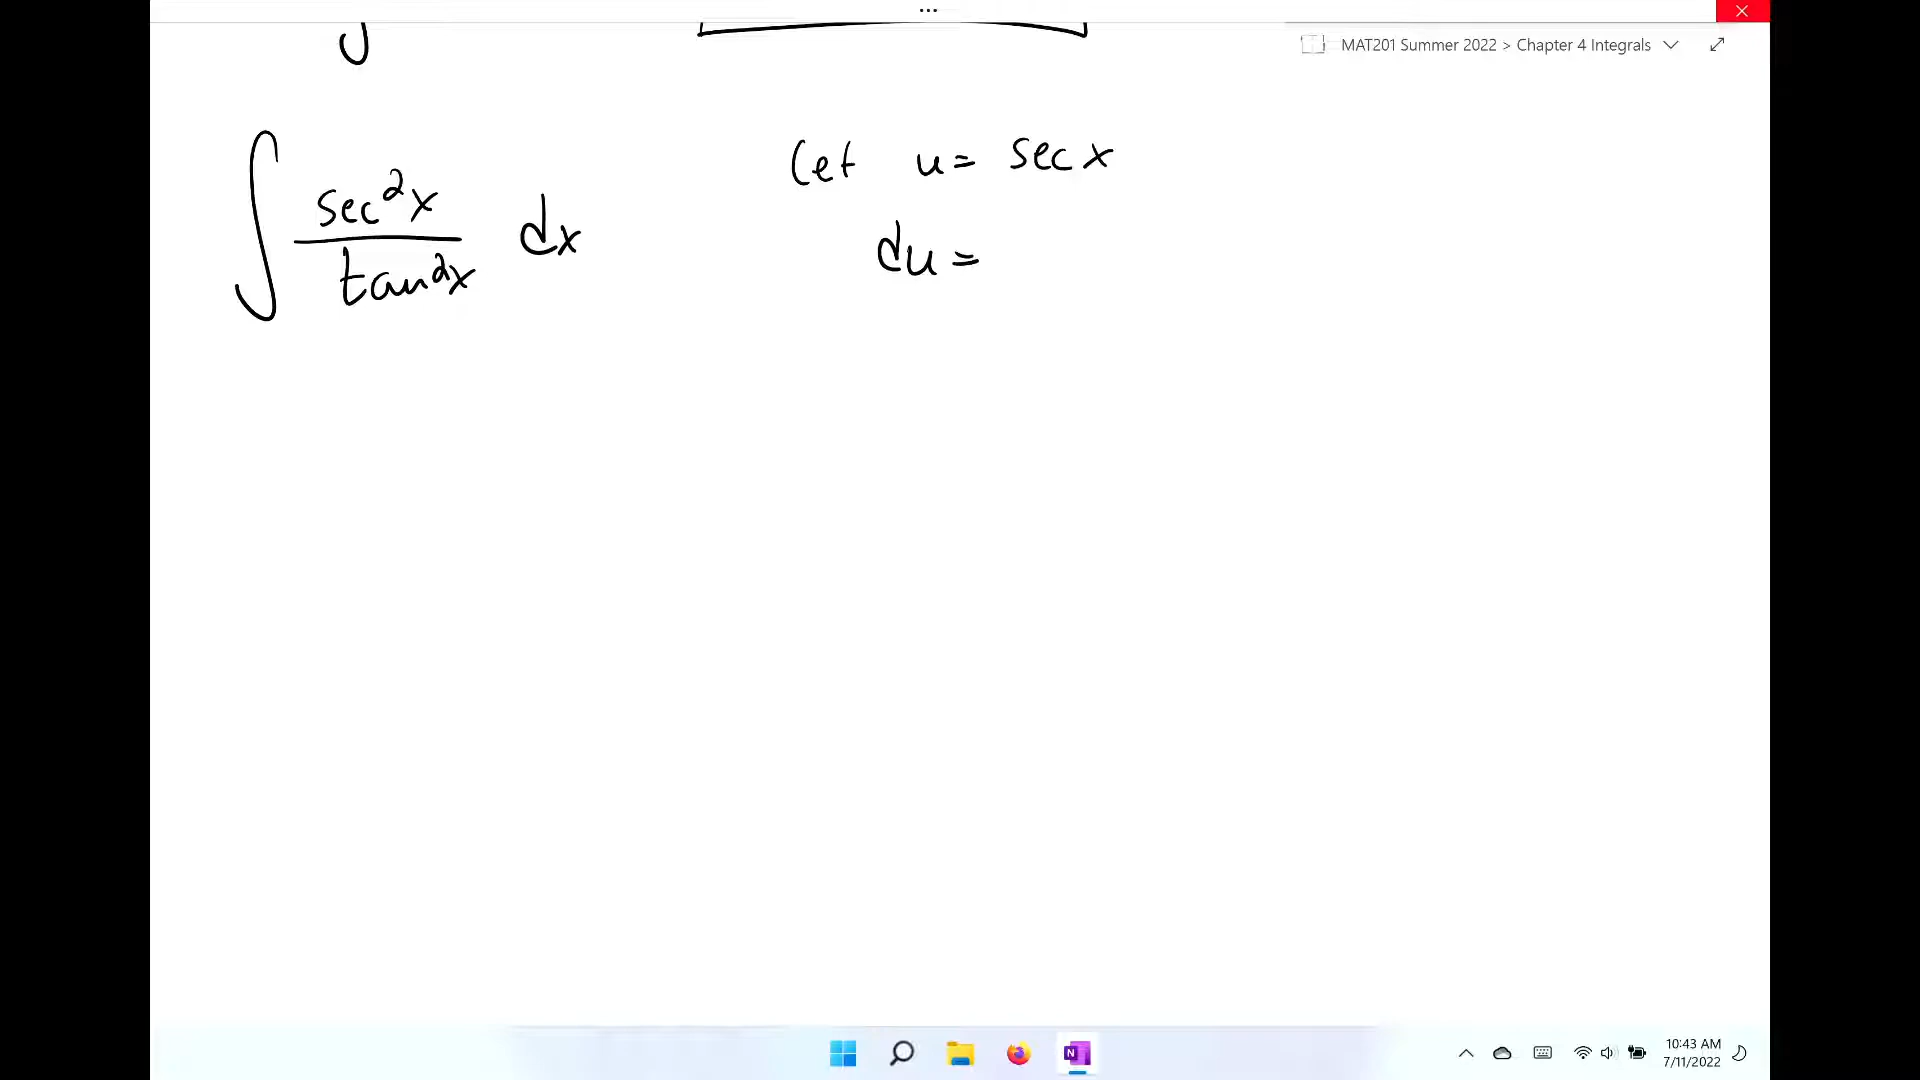 ...
MAT201 Summer 2022 > Chapter 4 Integrals
∫ sec²x / tan²x dx
Let u = sec x
du =
10:43 AM
7/11/2022